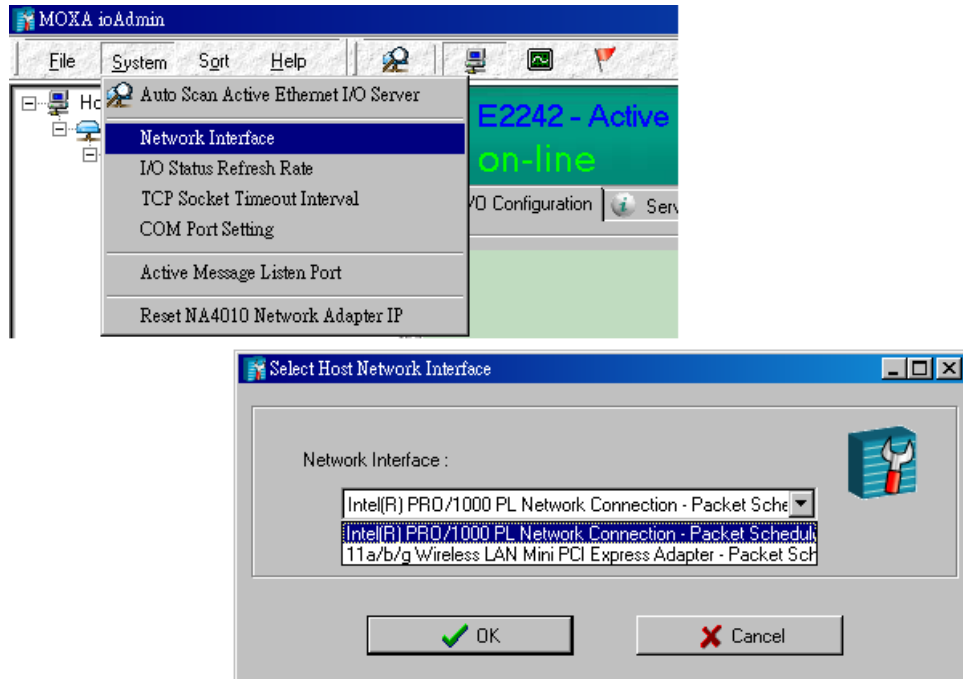 MOXA ioAdmin
File System Sort Help
Auto Scan Active Ethernet I/O Server
Network Interface
I/O Status Refresh Rate
TCP Socket Timeout Interval
COM Port Setting
Active Message Listen Port
Reset NA4010 Network Adapter IP
E2242 - Active
on-line
/O Configuration
Select Host Network Interface
Network Interface :
Intel(R) PRO/1000 PL Network Connection - Packet Sche
Intel(R) PRO/1000 PL Network Connection - Packet Schedul
11a/b/g Wireless LAN Mini PCI Express Adapter - Packet Sch
OK Cancel